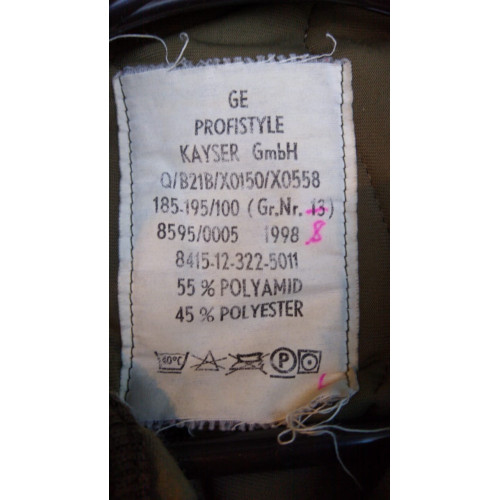 GE
PROFISTYLE
KAYSER GmbH
Q/B21B/X0150/X0558
185-195/100 (Gr.Nr. 13)
8595/0005 1998 8
8415-12-322-5011
55 % POLYAMID
45 % POLYESTER
60°C P